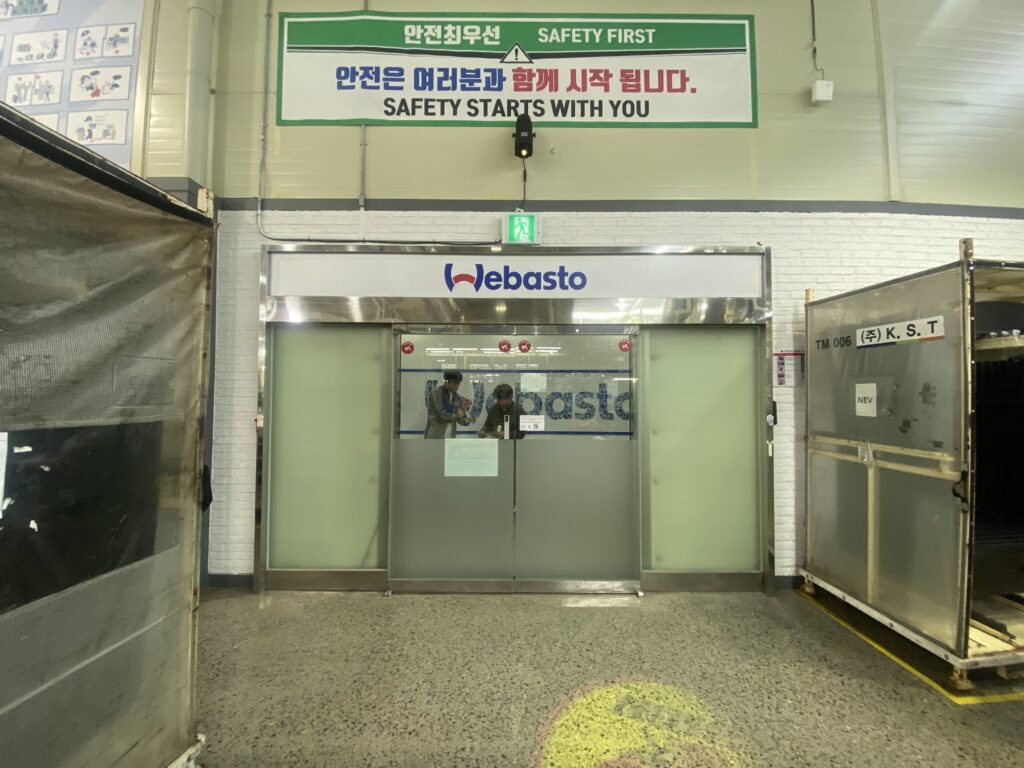 안전최우선 SAFETY FIRST
안전은 여러분과 함께 시작 됩니다.
SAFETY STARTS WITH YOU
Webasto
Webasto
TM 006 (주) K. S. T
NEV